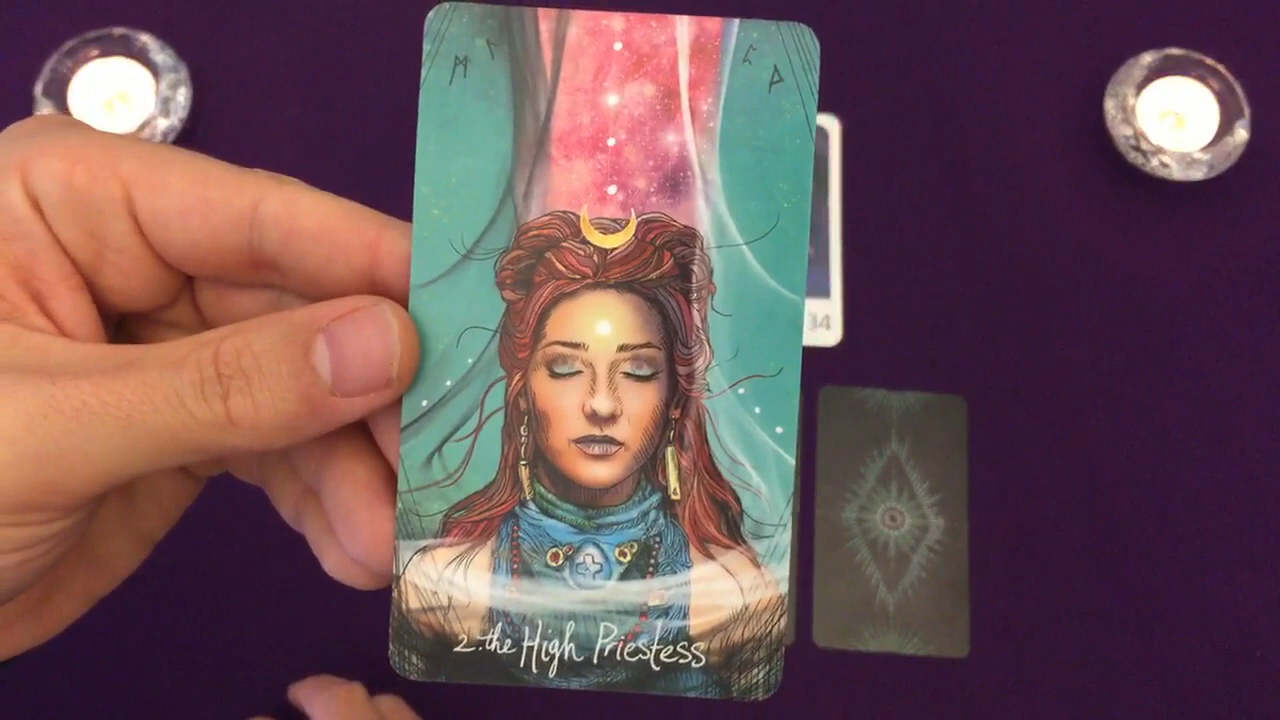 ᛗ ᛚ ᛈ ᚹ
34
2. the High Priestess